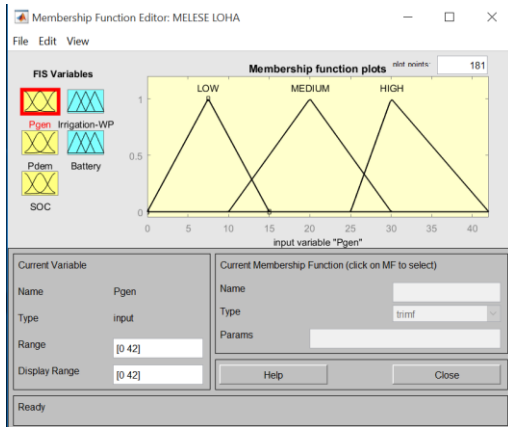 Membership Function Editor: MELESE LOHA
File Edit View
FIS Variables
Pgen Irrigation-WP
Pdem Battery
SOC
Membership function plots plot points: 181
LOW MEDIUM HIGH
1
0.5
0
0 5 10 15 20 25 30 35 40
input variable "Pgen"
Current Variable
Name Pgen
Type input
Range [0 42]
Display Range [0 42]
Current Membership Function (click on MF to select)
Name
Type trimf
Params
Help Close
Ready